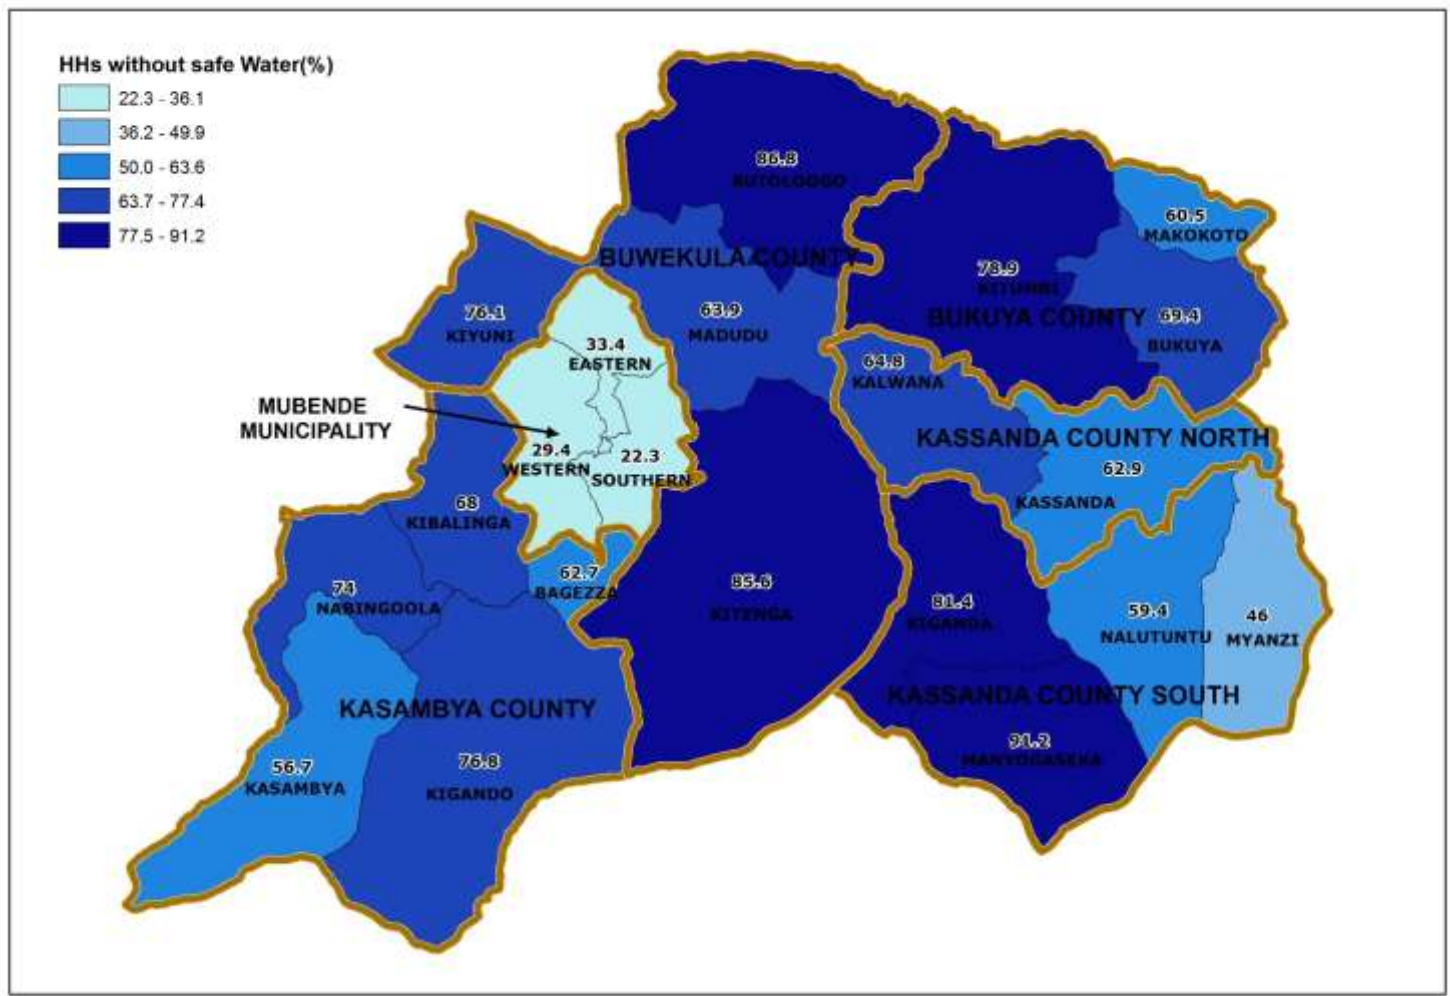 HHs without safe Water(%)
22.3 - 36.1
36.2 - 49.9
50.0 - 63.6
63.7 - 77.4
77.5 - 91.2
86.8
BUTOLOOGO
60.5
MAKOKOTO
BUWEKULA COUNTY
78.9
KITUMBI
76.1
KIYUNI
63.9
MADUDU
BUKUYA COUNTY
69.4
BUKUYA
33.4
EASTERN
64.8
KALWANA
MUBENDE
MUNICIPALITY
KASSANDA COUNTY NORTH
29.4
WESTERN
22.3
SOUTHERN
62.9
KASSANDA
68
KIBALINGA
62.7
BAGEZZA
74
NABINGOOLA
85.6
KITENGA
81.4
KIGANDA
59.4
NALUTUNTU
46
MYANZI
KASAMBYA COUNTY
KASSANDA COUNTY SOUTH
56.7
KASAMBYA
76.8
KIGANDO
91.2
MANYOGASEKA